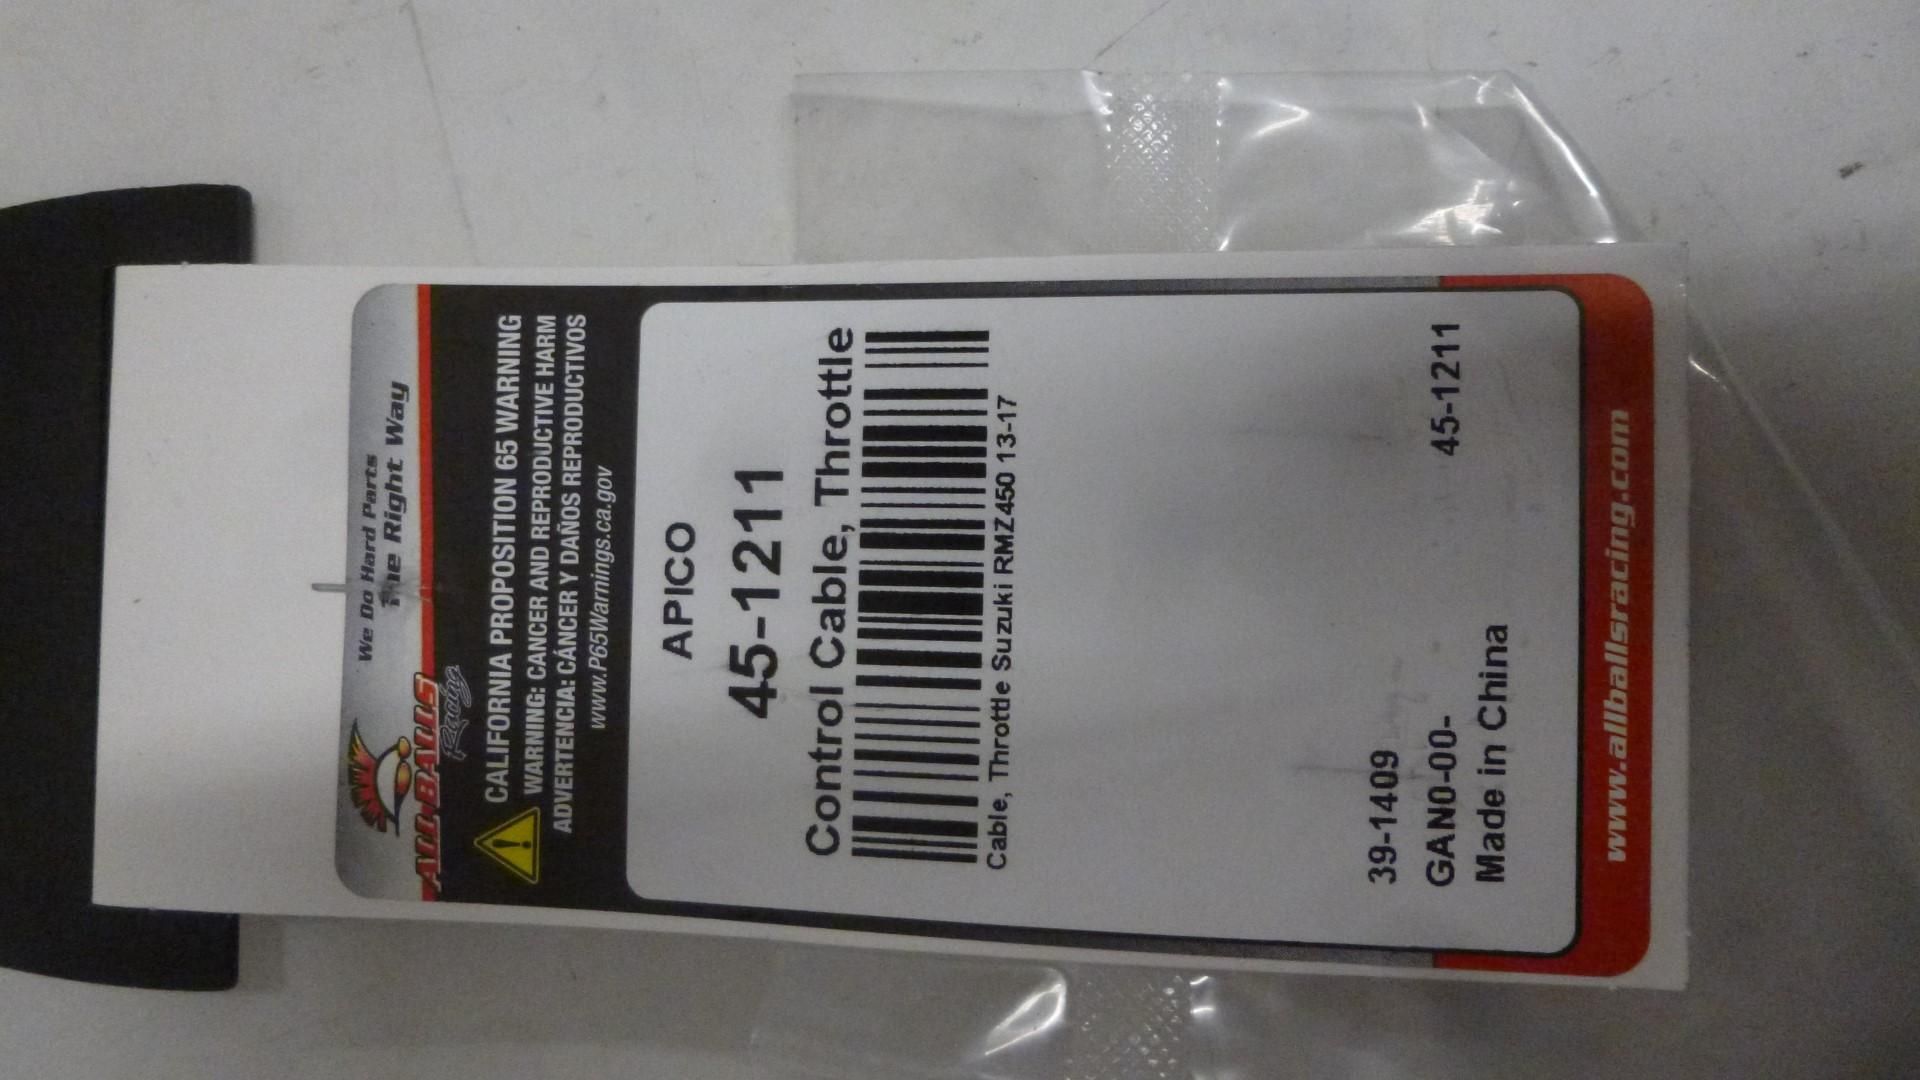 We Do Hard Parts
The Right Way
ALL BALLS
Racing
CALIFORNIA PROPOSITION 65 WARNING
WARNING: CANCER AND REPRODUCTIVE HARM
ADVERTENCIA: CÁNCER Y DAÑOS REPRODUCTIVOS
www.P65Warnings.ca.gov
APICO
45-1211
Control Cable, Throttle
Cable, Throttle Suzuki RMZ450 13-17
39-1409
GAN0-00- 45-1211
Made in China
www.allballsracing.com